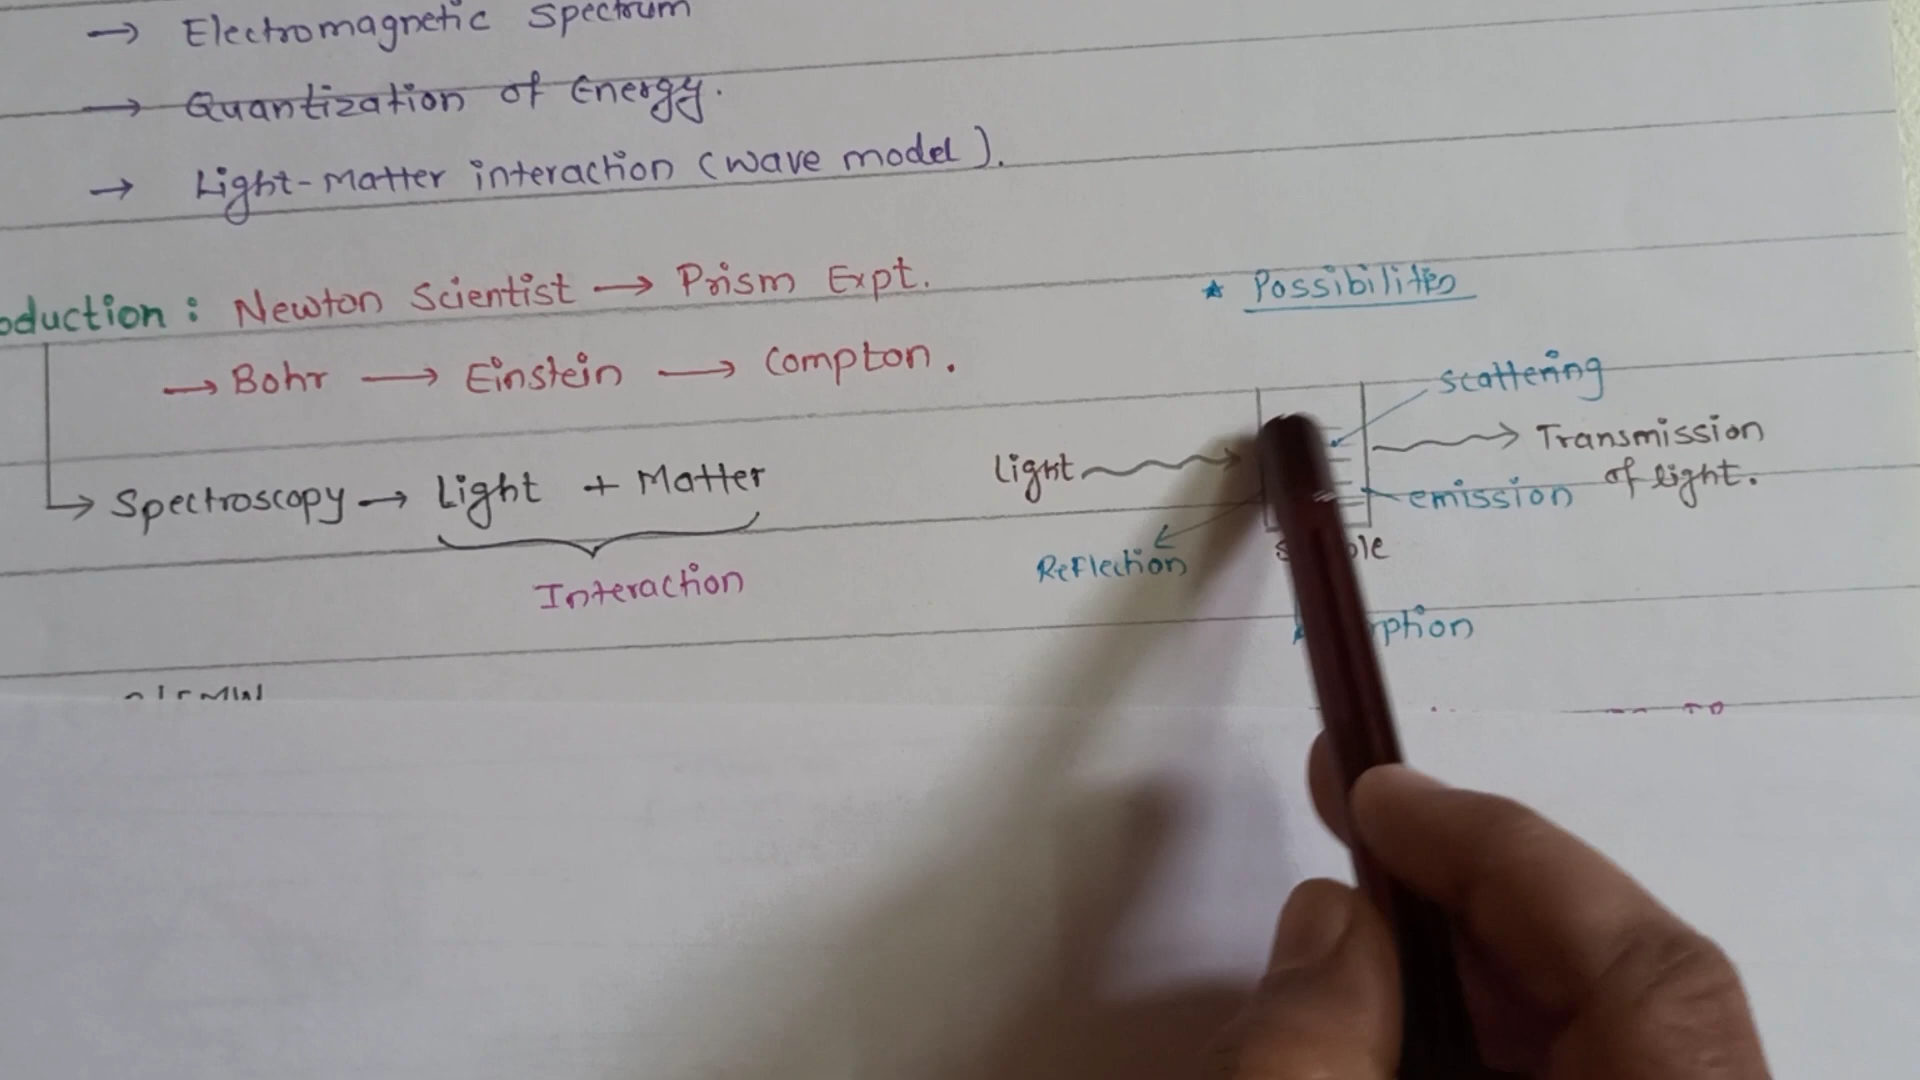 → Electromagnetic Spectrum
→ Quantization of Energy.
→ Light-Matter interaction (wave model).
oduction : Newton Scientist → Prism Expt.
→ Bohr → Einstein → Compton.
★ Possibilities
Spectroscopy → Light + Matter
Interaction
Light
scattering
Transmission of light.
emission
Reflection